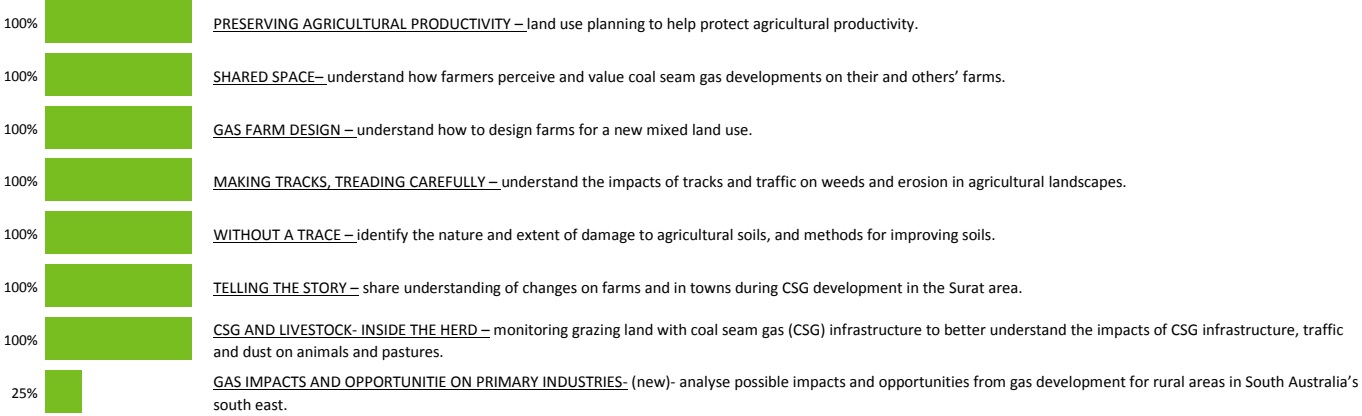 100% PRESERVING AGRICULTURAL PRODUCTIVITY – land use planning to help protect agricultural productivity.
100% SHARED SPACE– understand how farmers perceive and value coal seam gas developments on their and others’ farms.
100% GAS FARM DESIGN – understand how to design farms for a new mixed land use.
100% MAKING TRACKS, TREADING CAREFULLY – understand the impacts of tracks and traffic on weeds and erosion in agricultural landscapes.
100% WITHOUT A TRACE – identify the nature and extent of damage to agricultural soils, and methods for improving soils.
100% TELLING THE STORY – share understanding of changes on farms and in towns during CSG development in the Surat area.
100% CSG AND LIVESTOCK- INSIDE THE HERD – monitoring grazing land with coal seam gas (CSG) infrastructure to better understand the impacts of CSG infrastructure, traffic
and dust on animals and pastures.
25% GAS IMPACTS AND OPPORTUNITIE ON PRIMARY INDUSTRIES- (new)- analyse possible impacts and opportunities from gas development for rural areas in South Australia’s
south east.